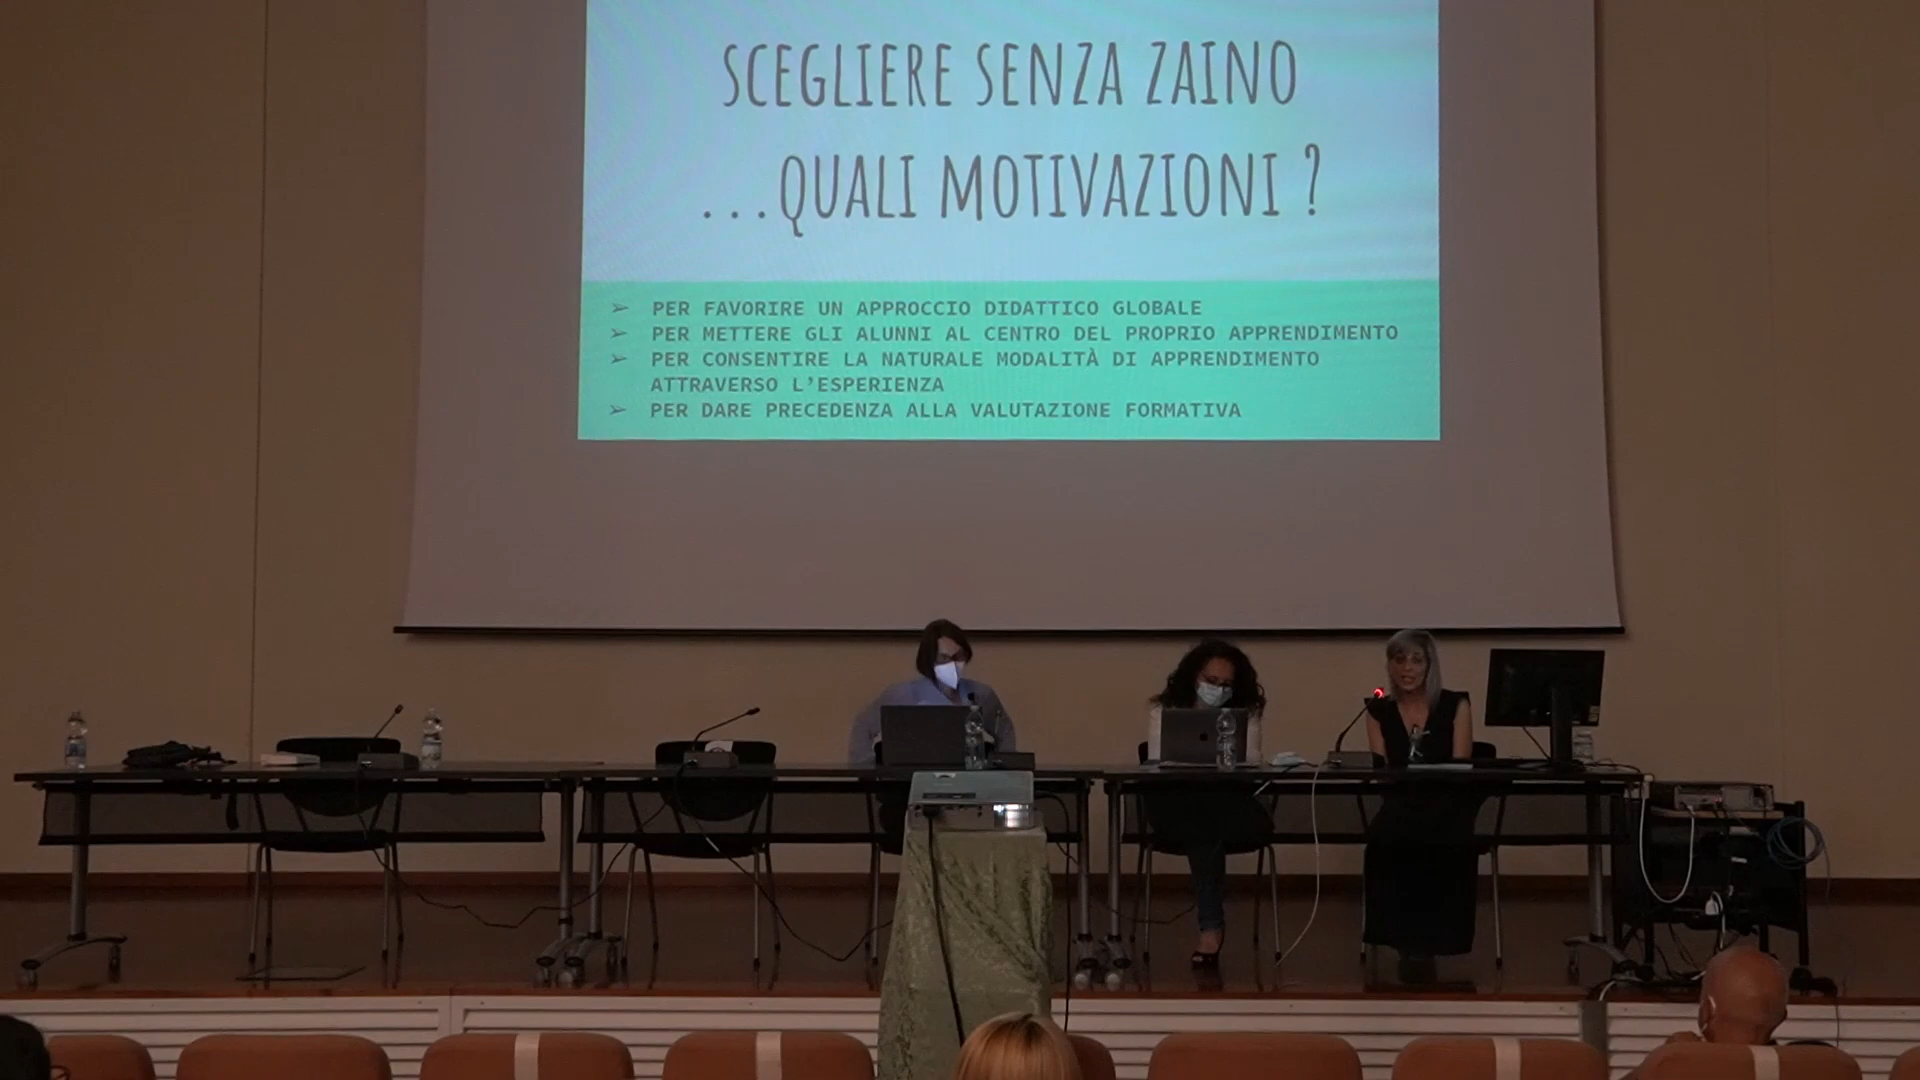 SCEGLIERE SENZA ZAINO
...QUALI MOTIVAZIONI ?
➢ PER FAVORIRE UN APPROCCIO DIDATTICO GLOBALE
➢ PER METTERE GLI ALUNNI AL CENTRO DEL PROPRIO APPRENDIMENTO
➢ PER CONSENTIRE LA NATURALE MODALITÀ DI APPRENDIMENTO
ATTRAVERSO L'ESPERIENZA
➢ PER DARE PRECEDENZA ALLA VALUTAZIONE FORMATIVA